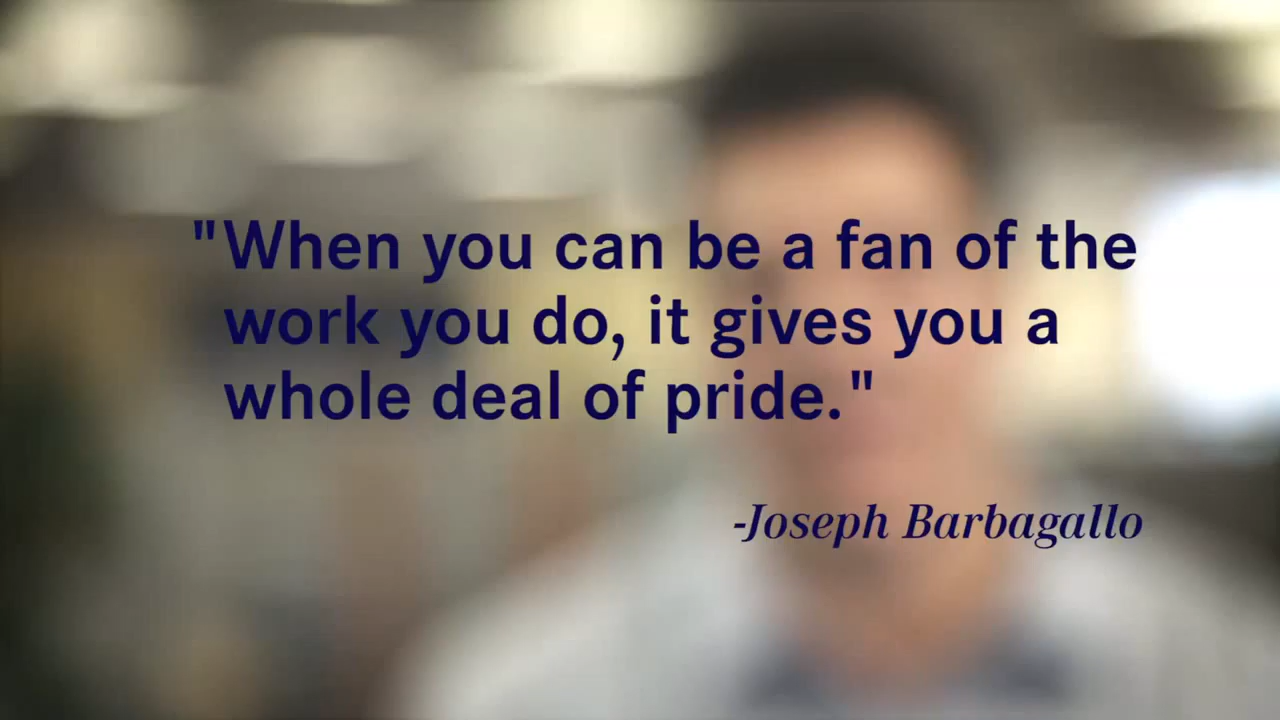 "When you can be a fan of the
work you do, it gives you a
whole deal of pride."
-Joseph Barbagallo